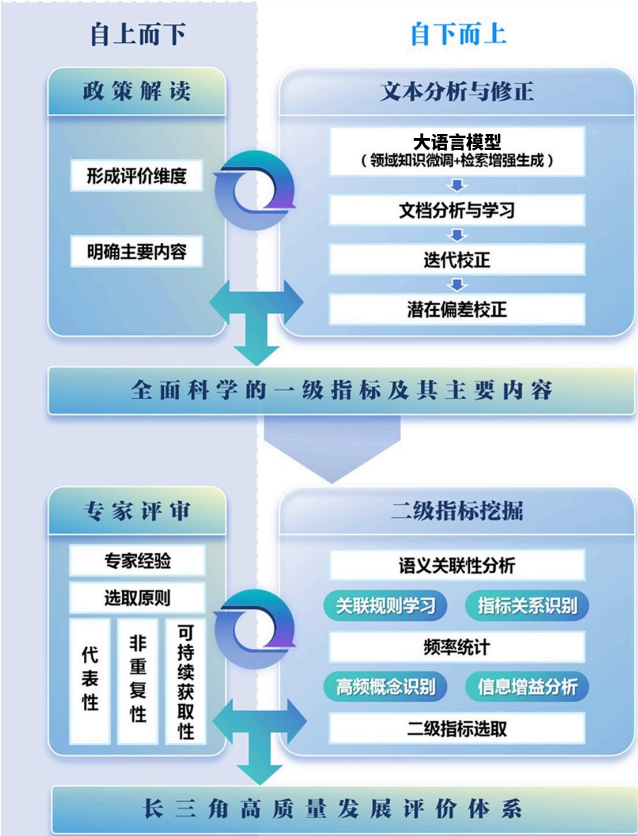 自上而下
自下而上
政策解读
形成评价维度
明确主要内容
文本分析与修正
大语言模型
（领域知识微调+检索增强生成）
文档分析与学习
迭代校正
潜在偏差校正
全面科学的一级指标及其主要内容
专家评审
专家经验
选取原则
代表性
非重复性
可持续获取性
二级指标挖掘
语义关联性分析
关联规则学习
指标关系识别
频率统计
高频概念识别
信息增益分析
二级指标选取
长三角高质量发展评价体系